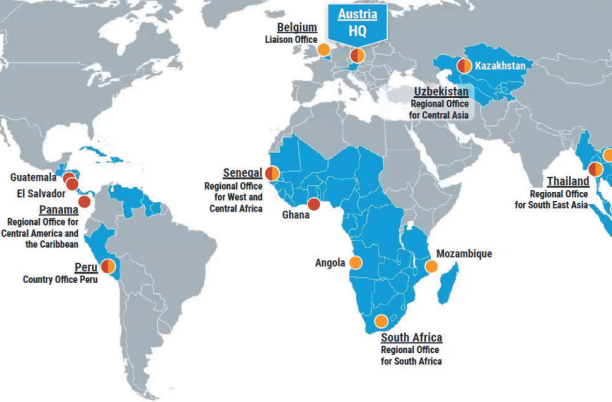 Austria
HQ
Belgium
Liaison Office
Kazakhstan
Uzbekistan
Regional Office
for Central Asia
Guatemala
El Salvador
Panama
Regional Office for
Central America and
the Caribbean
Senegal
Regional Office
for West and
Central Africa
Ghana
Thailand
Regional Office
for South East Asia
Peru
Country Office Peru
Angola
Mozambique
South Africa
Regional Office
for South Africa